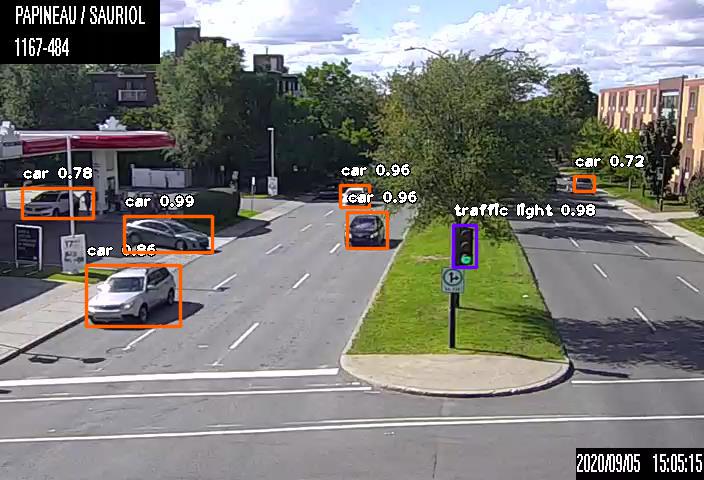 PAPINEAU / SAURIOL
1167-484
car 0.96
car 0.72
car 0.78
car 0.96
car 0.99
traffic light 0.98
car 0.86
2020/09/05 15:05:15